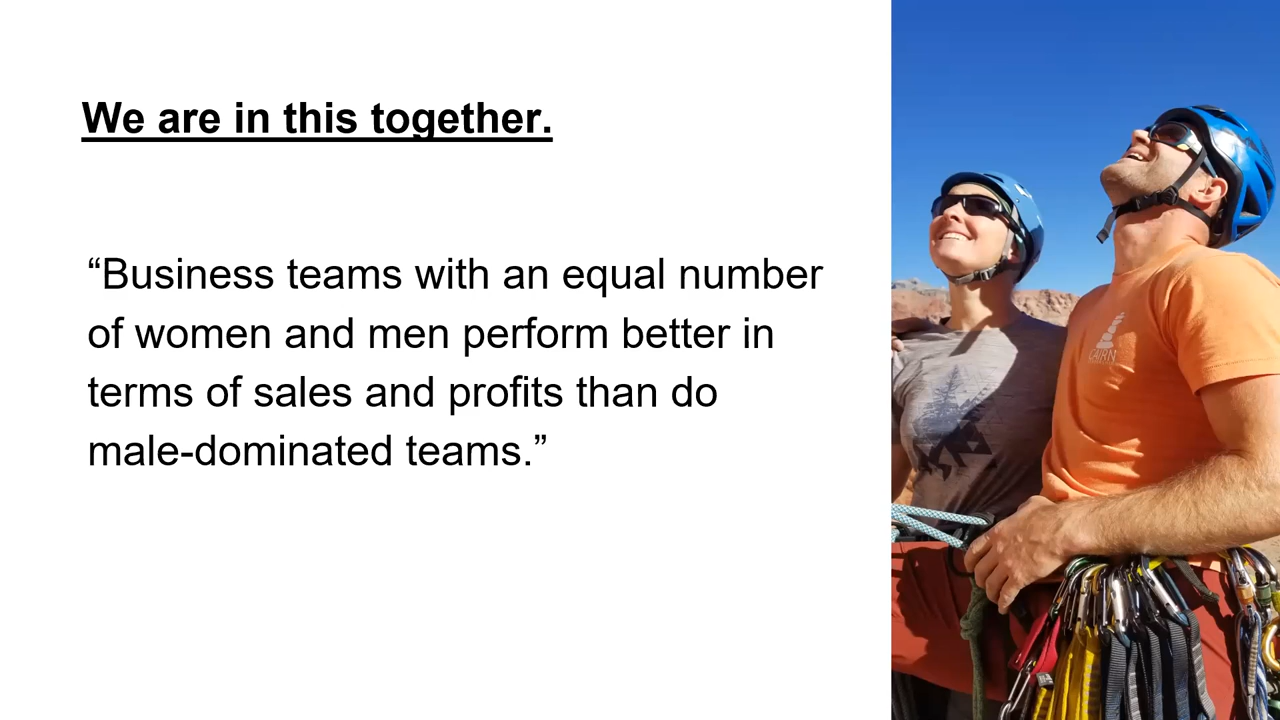 We are in this together.
“Business teams with an equal number
of women and men perform better in
terms of sales and profits than do
male-dominated teams.”
CAIRN